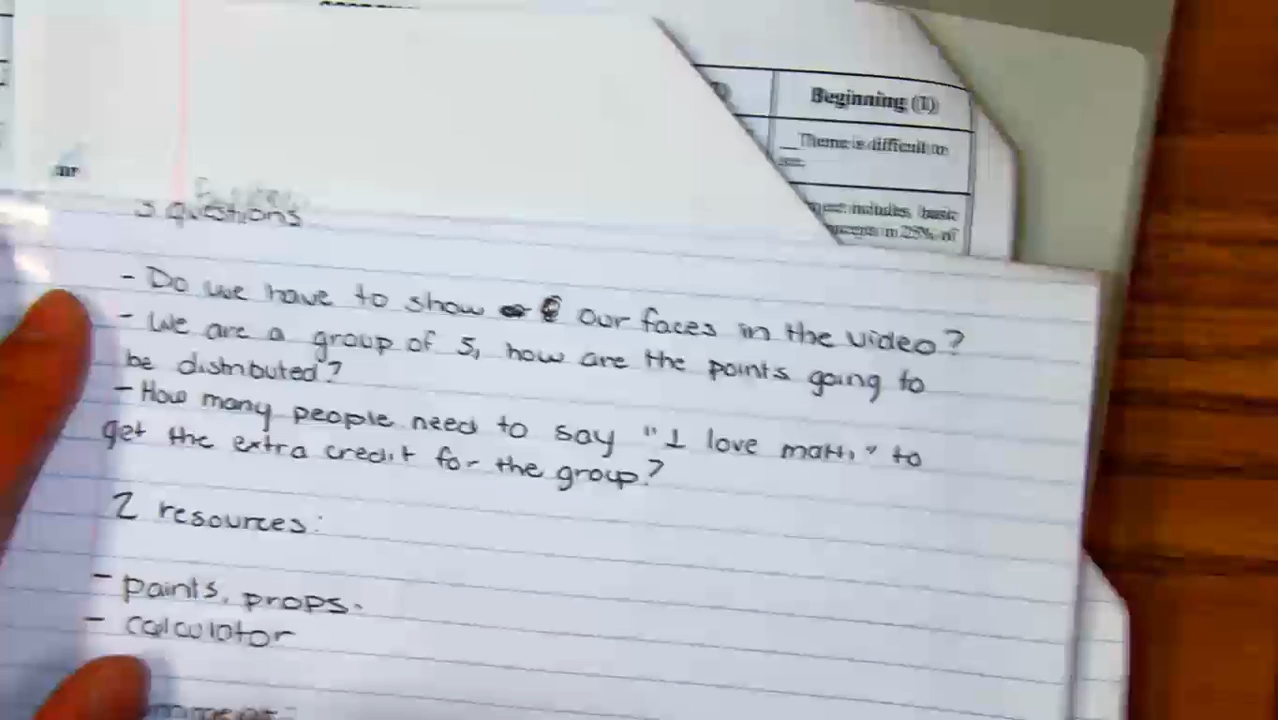 Beginning (1)
Theme is difficult to
3 questions
- Do we have to show our faces in the video?
- We are a group of 5, how are the points going to
be distributed?
- How many people need to say "I love math" to
get the extra credit for the group?
2 resources:
- paints, props.
- calculator